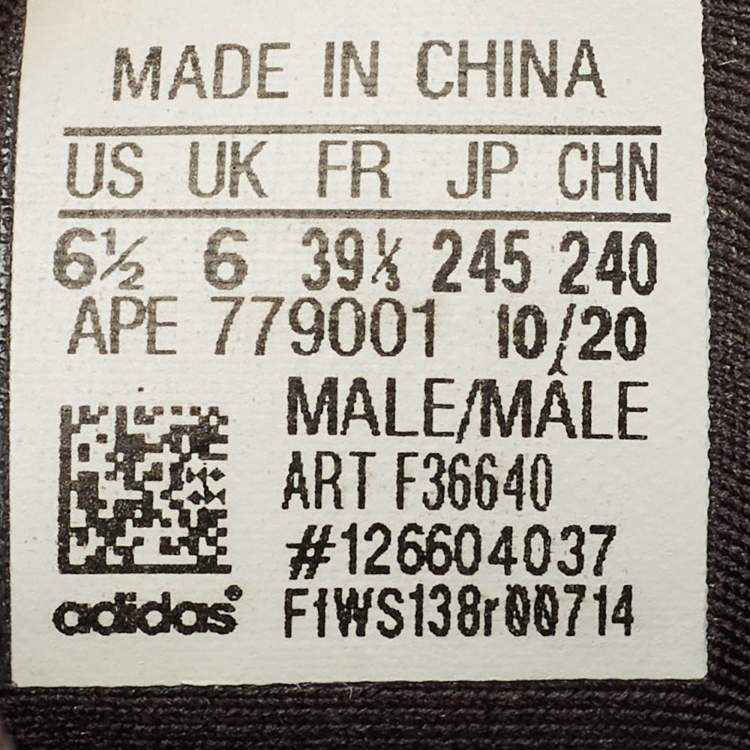 MADE IN CHINA
US UK FR JP CHN
6½ 6 39⅓ 245 240
APE 779001 10/20
MALE/MÂLE
ART F36640
#126604037
adidas® F1WS138r00714